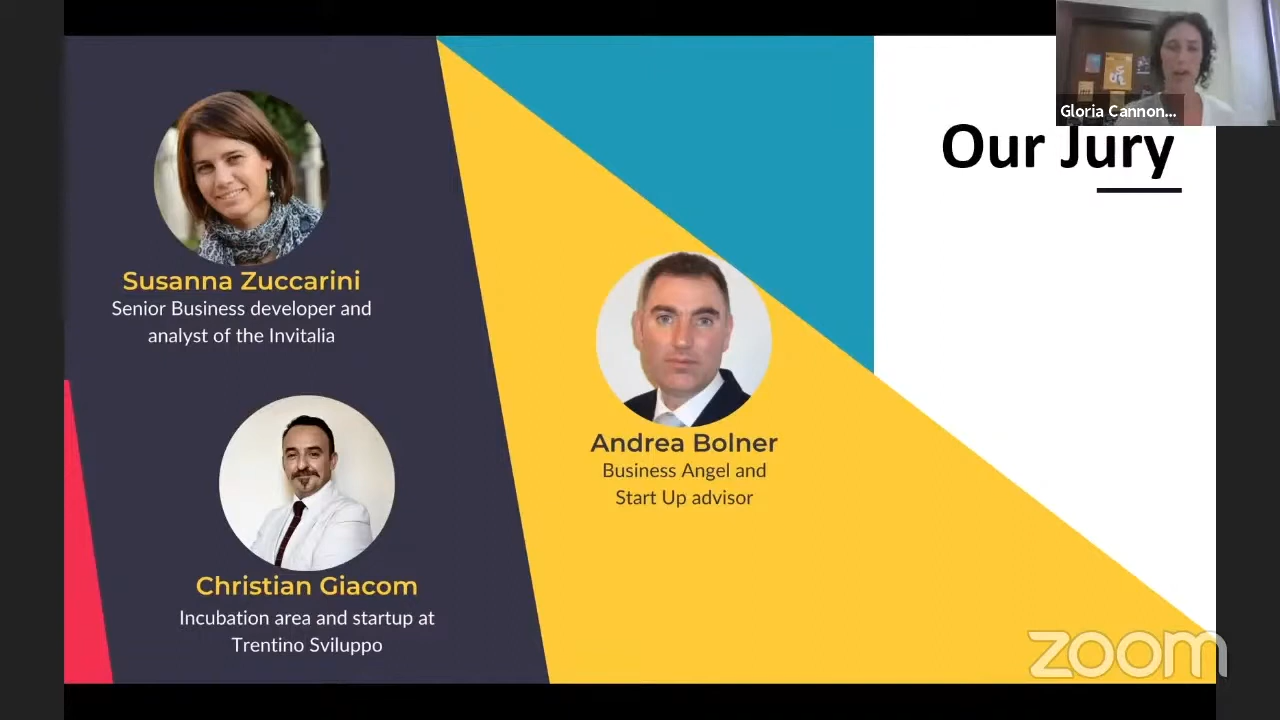 Gloria Cannon...
Our Jury
Susanna Zuccarini
Senior Business developer and
analyst of the Invitalia
Andrea Bolner
Business Angel and
Start Up advisor
Christian Giacom
Incubation area and startup at
Trentino Sviluppo
zoom